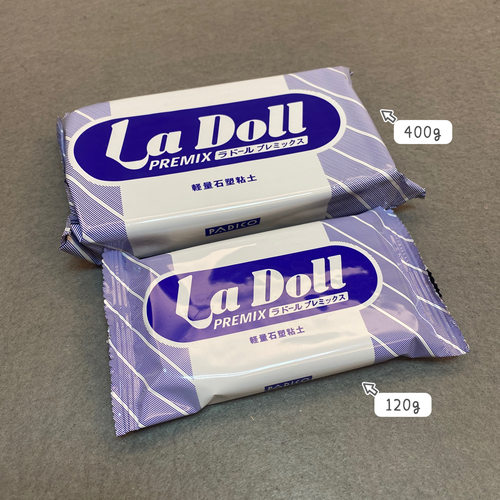 La Doll
PREMIX ラドール プレミックス
軽量石塑粘土
PADICO
400g
La Doll
PREMIX ラドール プレミックス
軽量石塑粘土
PADICO
120g